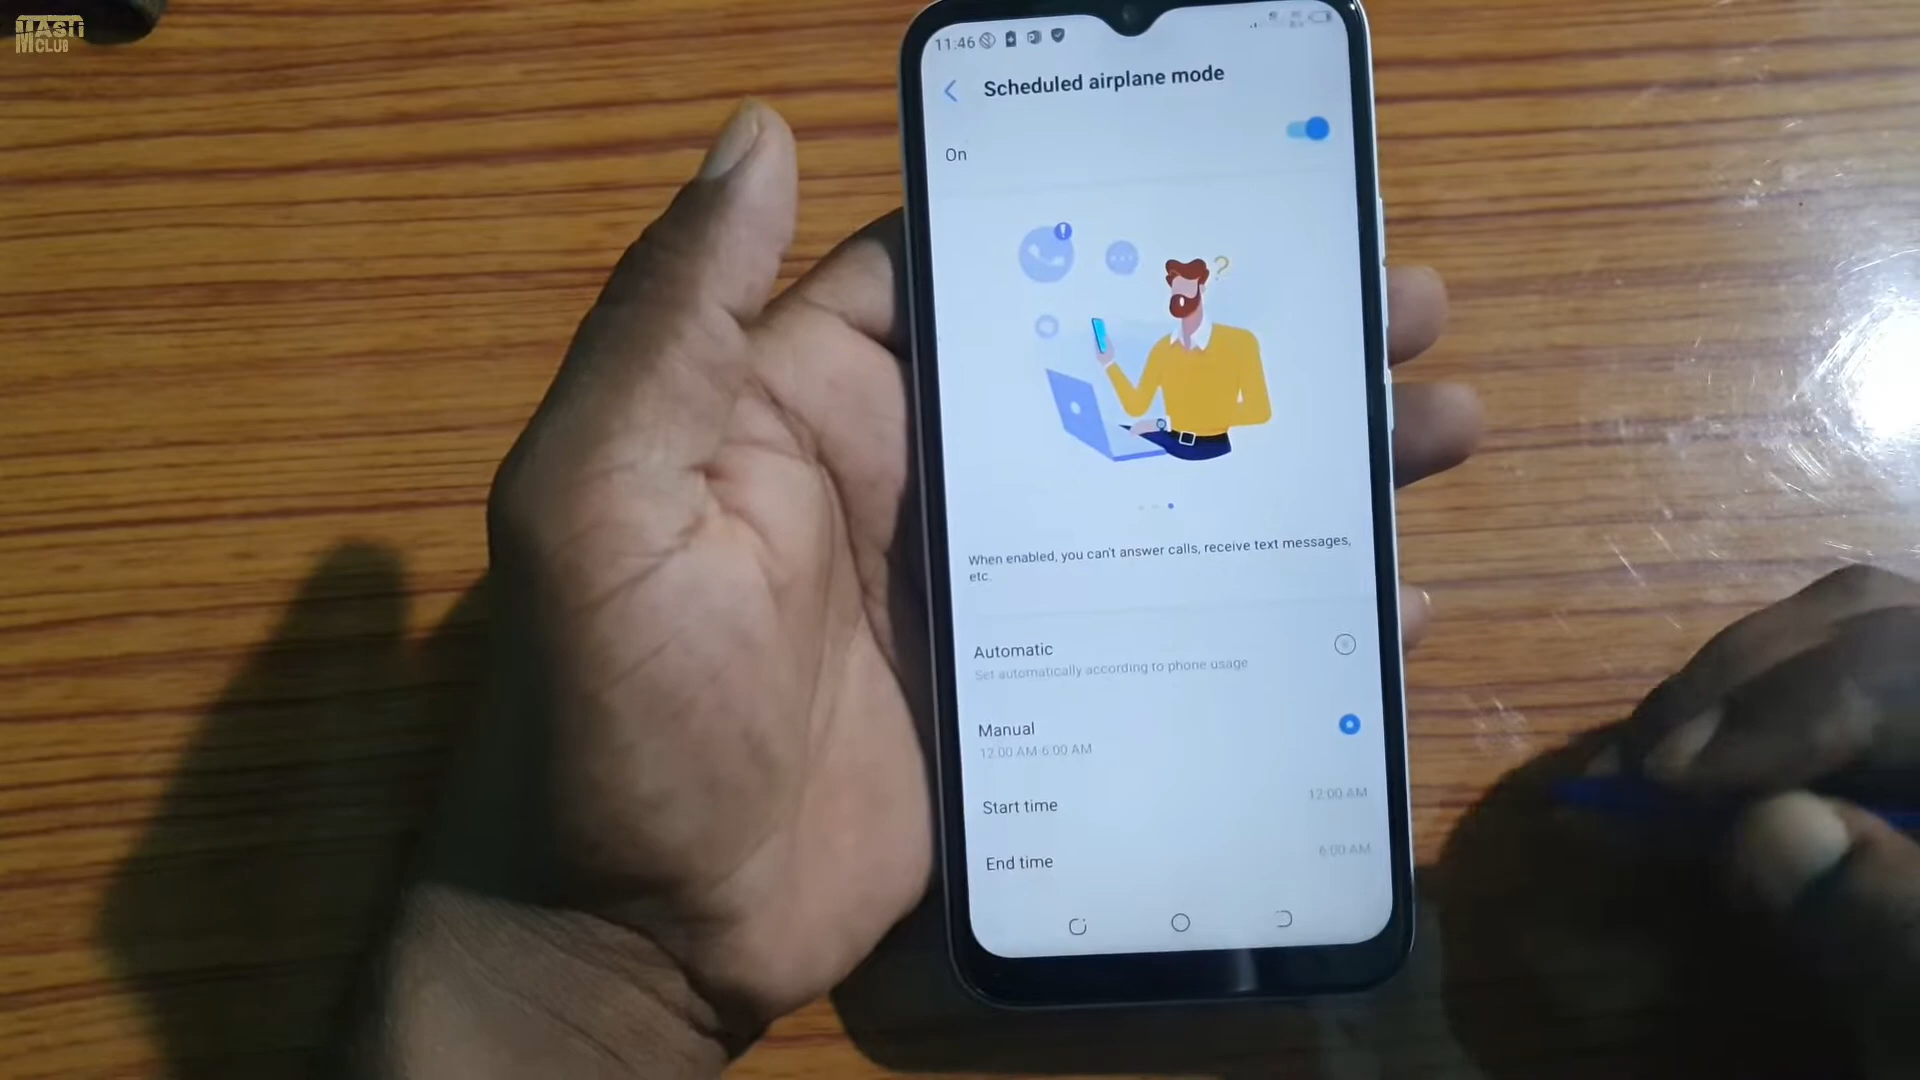 MASTI
CLUB
11:46
Scheduled airplane mode
On
?
When enabled, you can't answer calls, receive text messages,
etc.
Automatic
Set automatically according to phone usage
Manual
12:00 AM-6:00 AM
Start time
12:00 AM
End time
6:00 AM